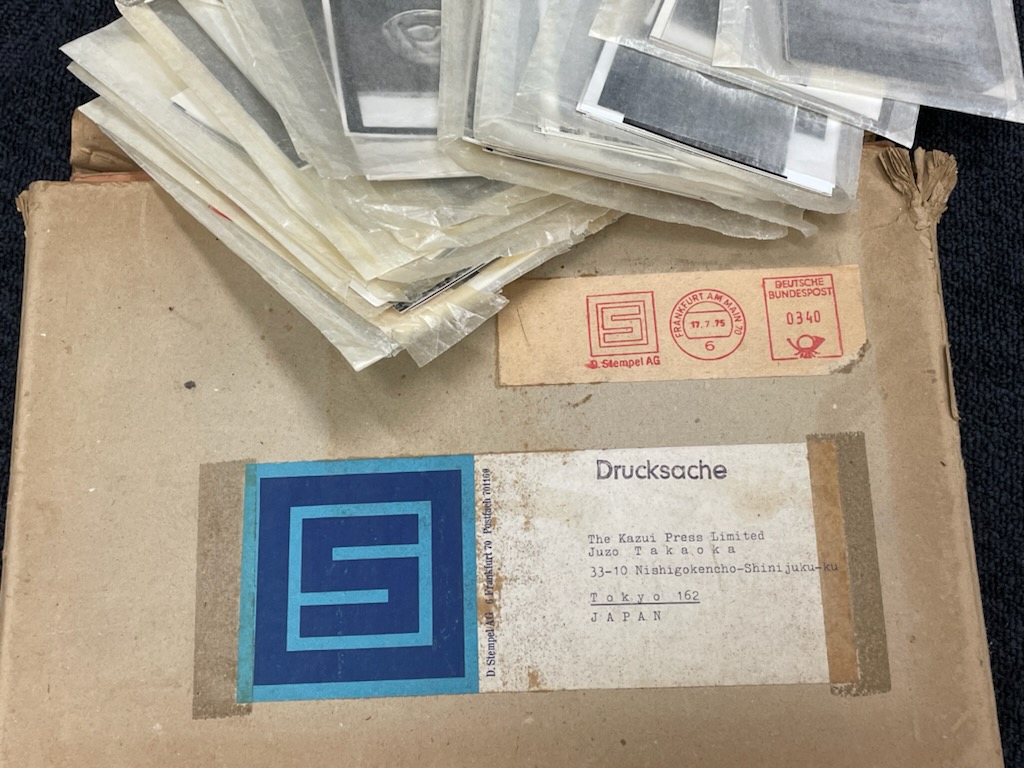 D. Stempel AG
FRANKFURT AM MAIN 70
17.7.75
6
DEUTSCHE
BUNDESPOST
0340
D. Stempel AG 6 Frankfurt 70 Postfach 701160
Drucksache
The Kazui Press Limited
Juzo Takaoka
33-10 Nishigokencho-Shinijuku-ku
Tokyo 162
JAPAN